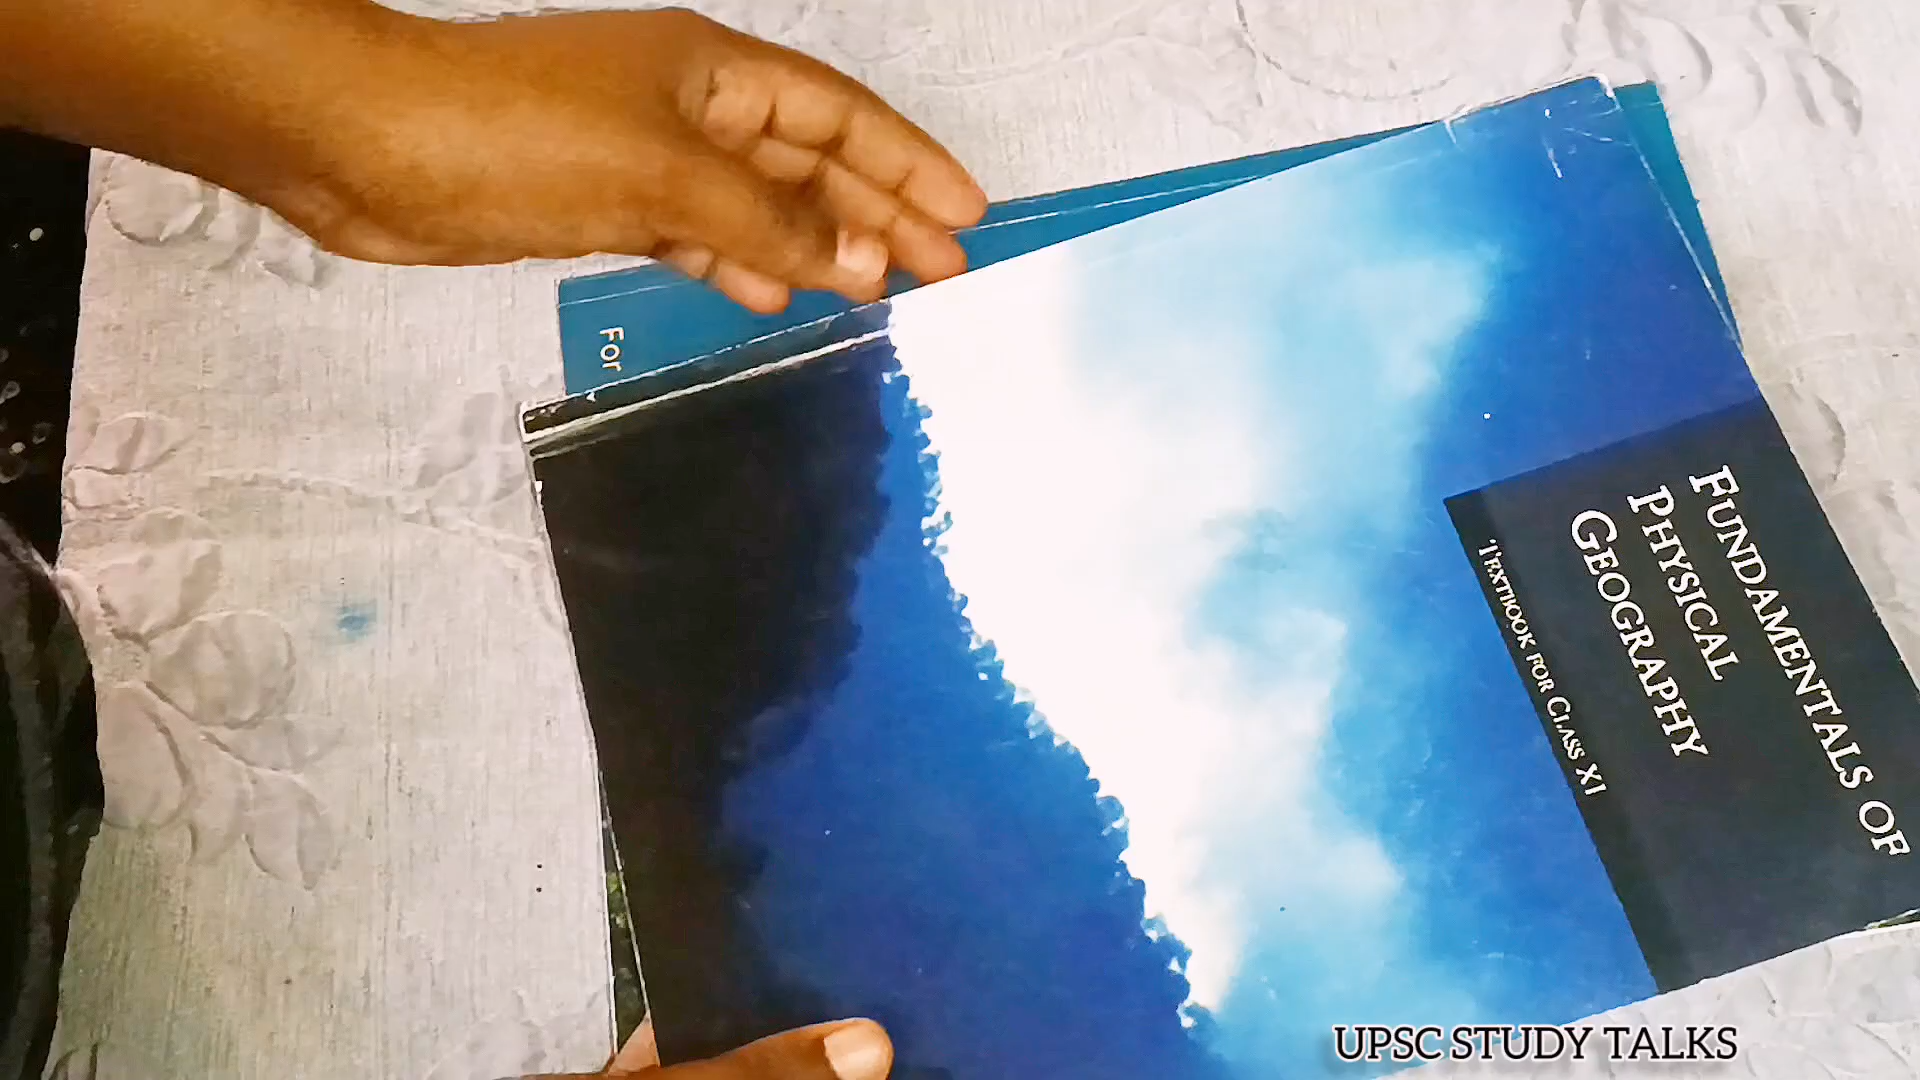 For
FUNDAMENTALS OF
PHYSICAL
GEOGRAPHY
TEXTBOOK FOR CLASS XI
UPSC STUDY TALKS